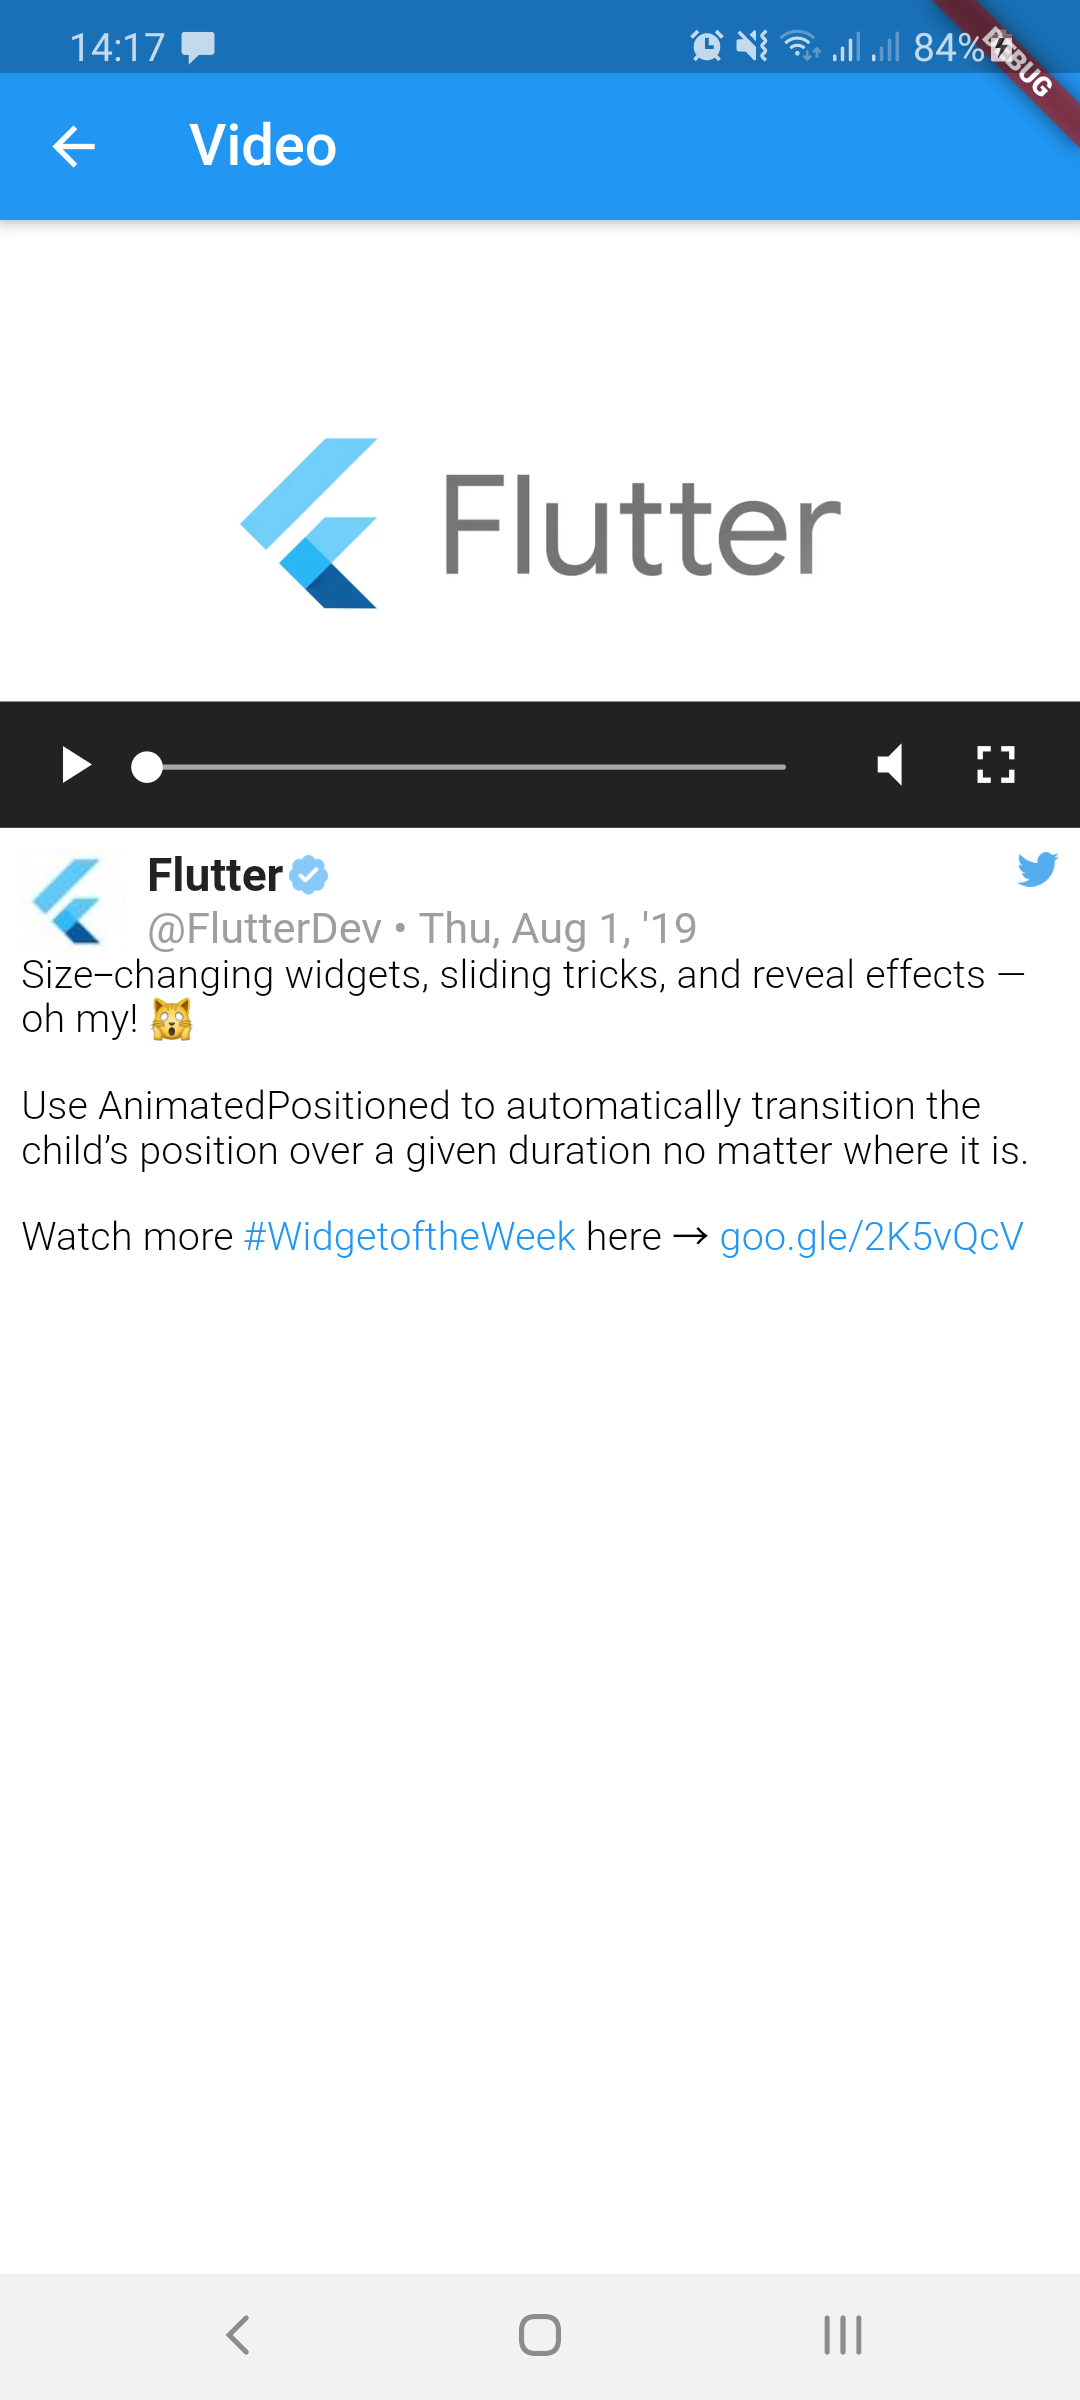 14:17
84%
DEBUG
Video
Flutter
Flutter
@FlutterDev • Thu, Aug 1, '19
Size–changing widgets, sliding tricks, and reveal effects —
oh my! 🙀
Use AnimatedPositioned to automatically transition the
child’s position over a given duration no matter where it is.
Watch more #WidgetoftheWeek here → goo.gle/2K5vQcV